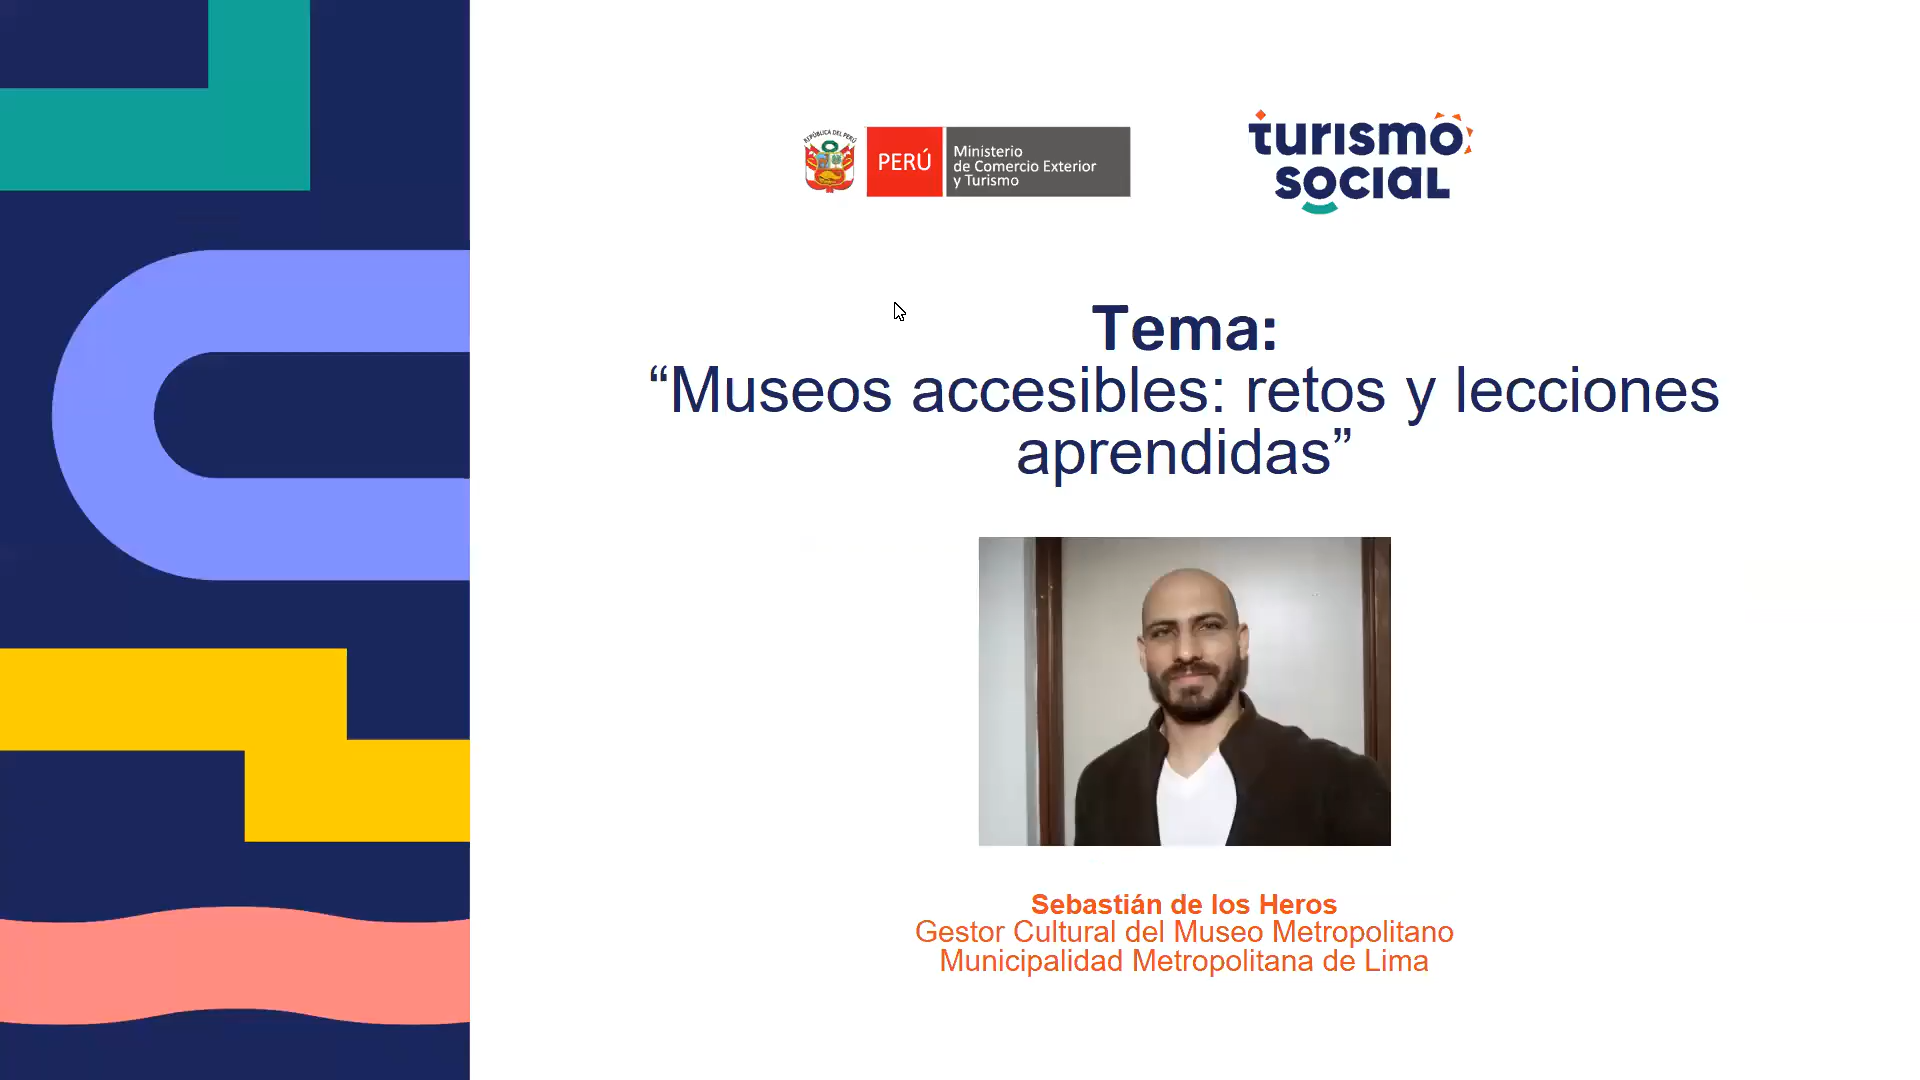 REPÚBLICA DEL PERÚ
PERÚ
Ministerio
de Comercio Exterior
y Turismo
turismo
social
Tema:
“Museos accesibles: retos y lecciones
aprendidas”
Sebastián de los Heros
Gestor Cultural del Museo Metropolitano
Municipalidad Metropolitana de Lima